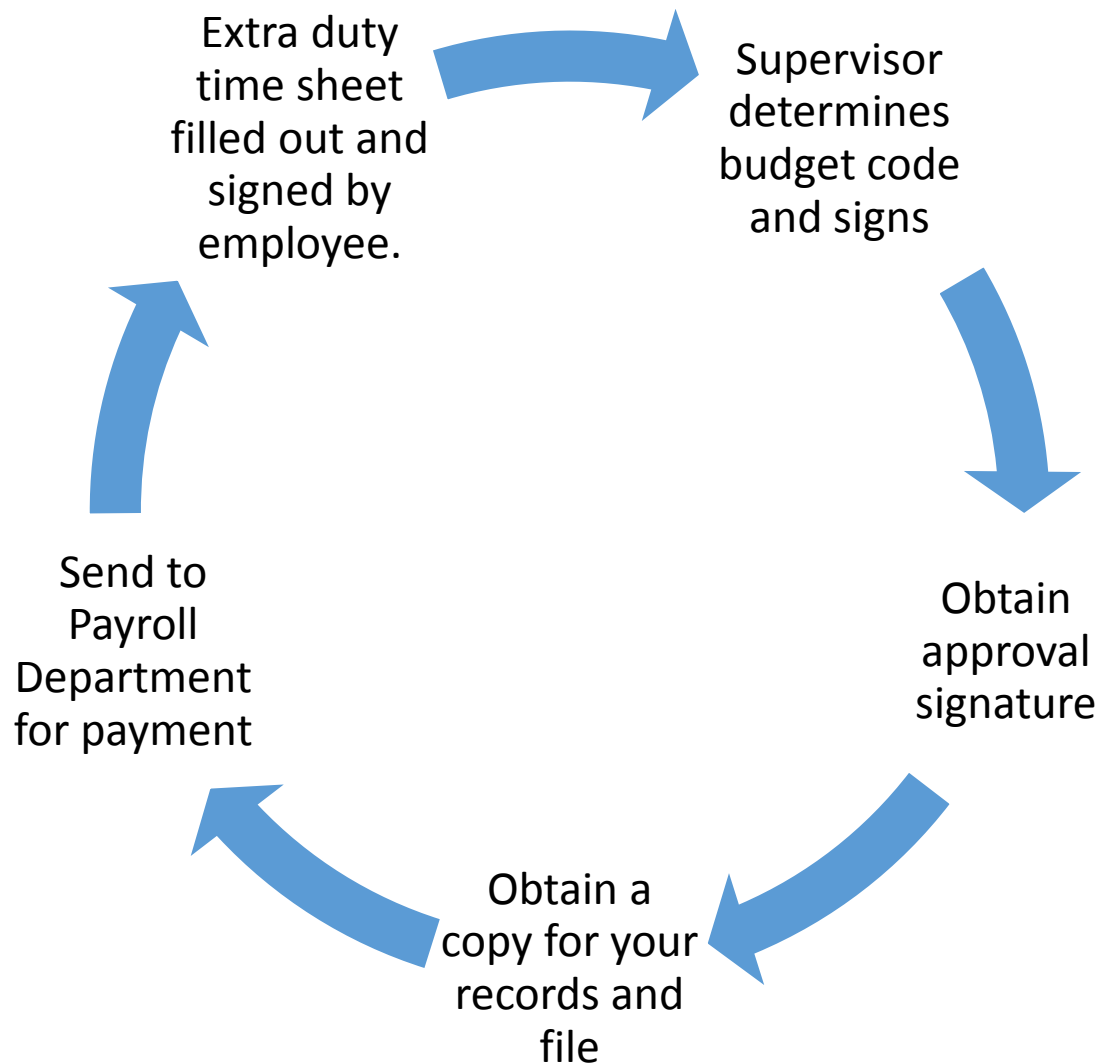 Extra duty
time sheet
filled out and
signed by
employee.
Supervisor
determines
budget code
and signs
Obtain
approval
signature
Obtain a
copy for your
records and
file
Send to
Payroll
Department
for payment